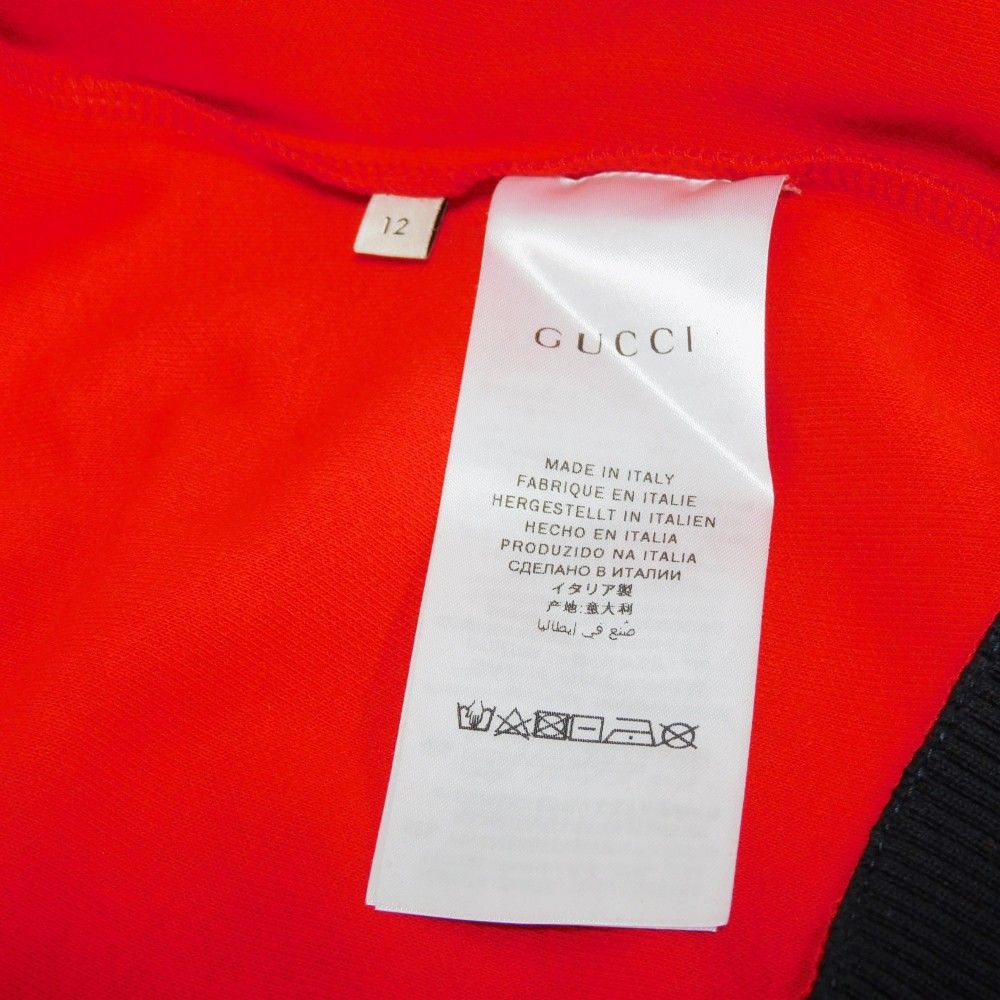 12
GUCCI
MADE IN ITALY
FABRIQUE EN ITALIE
HERGESTELLT IN ITALIEN
HECHO EN ITALIA
PRODUZIDO NA ITALIA
СДЕЛАНО В ИТАЛИИ
イタリア製
产地:意大利
صُنع في ايطاليا